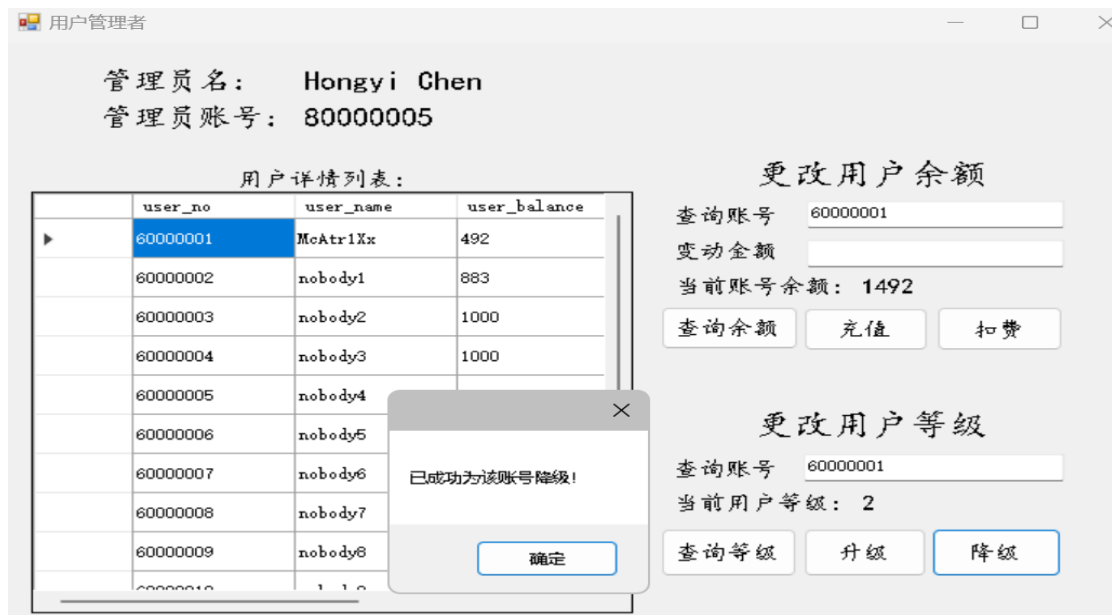 用户管理者
管理员名： Hongyi Chen
管理员账号： 80000005
用户详情列表：
user_no user_name user_balance
60000001 McAtr1Xx 492
60000002 nobody1 883
60000003 nobody2 1000
60000004 nobody3 1000
60000005 nobody4
60000006 nobody5
60000007 nobody6
60000008 nobody7
60000009 nobody8
更改用户余额
查询账号 60000001
变动金额
当前账号余额： 1492
查询余额 充值 扣费
更改用户等级
查询账号 60000001
当前用户等级： 2
查询等级 升级 降级
已成功为该账号降级!
确定